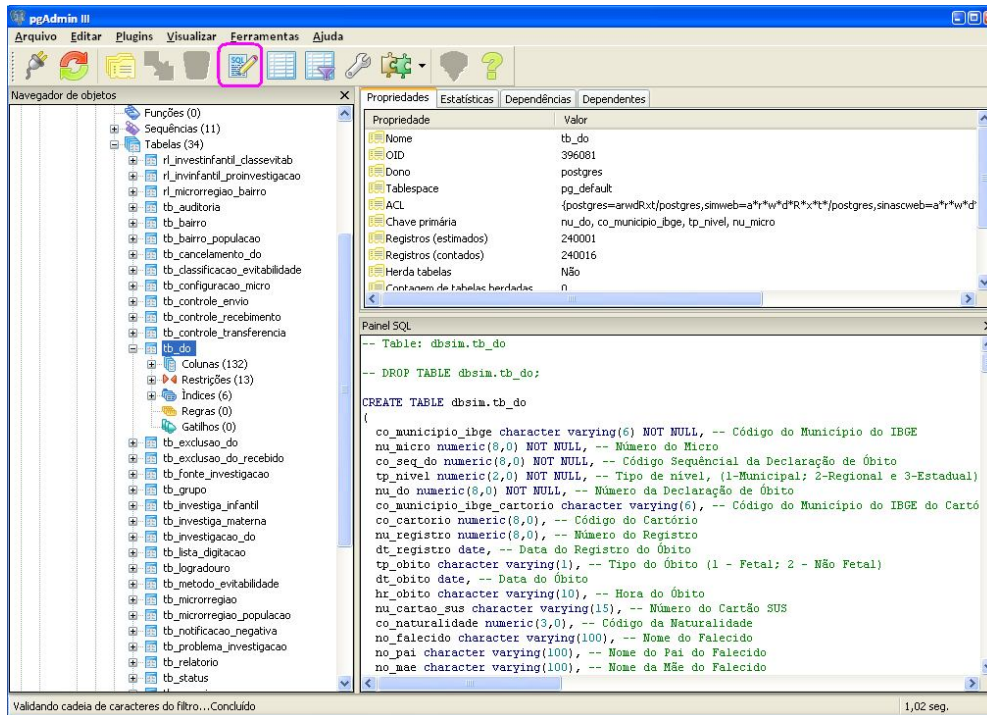 pgAdmin III
Arquivo Editar Plugins Visualizar Ferramentas Ajuda
SQL
Navegador de objetos
Funções (0)
Sequências (11)
Tabelas (34)
rl_investinfantil_classevitab
rl_invinfantil_proinvestigacao
rl_microrregiao_bairro
tb_auditoria
tb_bairro
tb_bairro_populacao
tb_cancelamento_do
tb_classificacao_evitabilidade
tb_configuracao_micro
tb_controle_envio
tb_controle_recebimento
tb_controle_transferencia
tb_do
Colunas (132)
Restrições (13)
Ìndices (6)
Regras (0)
Gatilhos (0)
tb_exclusao_do
tb_exclusao_do_recebido
tb_fonte_investigacao
tb_grupo
tb_investiga_infantil
tb_investiga_materna
tb_investigacao_do
tb_lista_digitacao
tb_logradouro
tb_metodo_evitabilidade
tb_microrregiao
tb_microrregiao_populacao
tb_notificacao_negativa
tb_problema_investigacao
tb_relatorio
tb_status
Propriedades Estatísticas Dependências Dependentes
Propriedade Valor
Nome tb_do
OID 396081
Dono postgres
Tablespace pg_default
ACL {postgres=arwdRxt/postgres,simweb=a*r*w*d*R*x*t*/postgres,sinascweb=a*r*w*d*
Chave primária nu_do, co_municipio_ibge, tp_nivel, nu_micro
Registros (estimados) 240001
Registros (contados) 240016
Herda tabelas Não
Contagem de tabelas herdadas 0
Painel SQL
-- Table: dbsim.tb_do
-- DROP TABLE dbsim.tb_do;
CREATE TABLE dbsim.tb_do
(
co_municipio_ibge character varying(6) NOT NULL, -- Código do Município do IBGE
nu_micro numeric(8,0) NOT NULL, -- Número do Micro
co_seq_do numeric(8,0) NOT NULL, -- Código Sequêncial da Declaração de Óbito
tp_nivel numeric(2,0) NOT NULL, -- Tipo de nível, (1-Municipal; 2-Regional e 3-Estadual)
nu_do numeric(8,0) NOT NULL, -- Número da Declaração de Óbito
co_municipio_ibge_cartorio character varying(6), -- Código do Município do IBGE do Cartó
co_cartorio numeric(8,0), -- Código do Cartório
nu_registro numeric(8,0), -- Número do Registro
dt_registro date, -- Data do Registro do Óbito
tp_obito character varying(1), -- Tipo do Óbito (1 - Fetal; 2 - Não Fetal)
dt_obito date, -- Data do Óbito
hr_obito character varying(10), -- Hora do Óbito
nu_cartao_sus character varying(15), -- Número do Cartão SUS
co_naturalidade numeric(3,0), -- Código da Naturalidade
no_falecido character varying(100), -- Nome do Falecido
no_pai character varying(100), -- Nome do Pai do Falecido
no_mae character varying(100), -- Nome da Mãe do Falecido
Validando cadeia de caracteres do filtro...Concluído 1,02 seg.